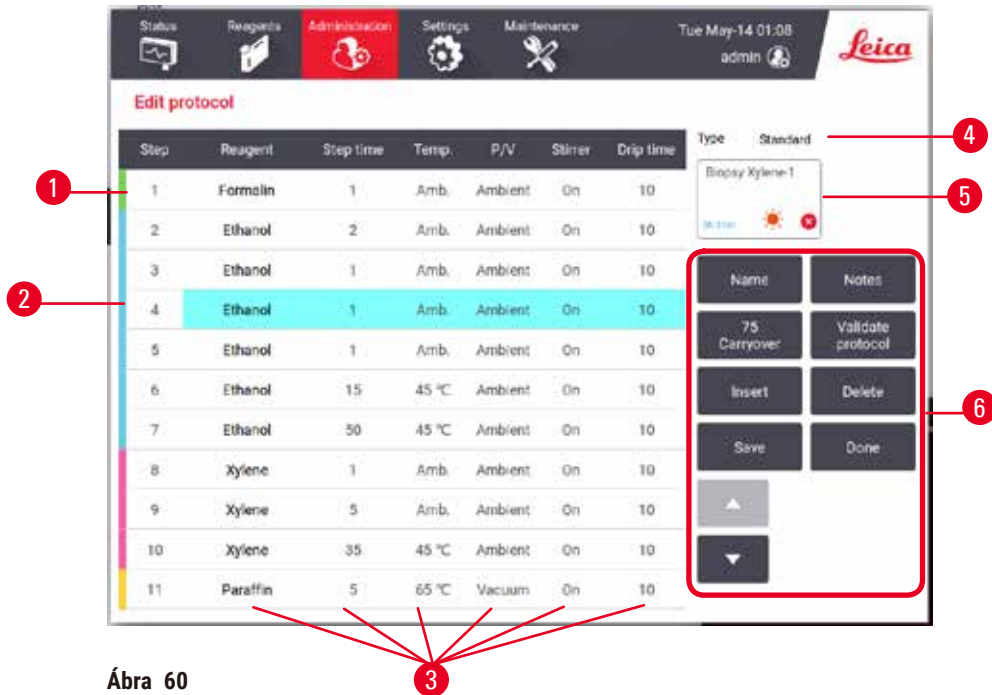 Status Reagents Administration Settings Maintenance Tue May-14 01:08
admin
Leica
Edit protocol
Step Reagent Step time Temp. P/V Stirrer Drip time
1 Formalin 1 Amb. Ambient On 10
2 Ethanol 2 Amb. Ambient On 10
3 Ethanol 1 Amb. Ambient On 10
4 Ethanol 1 Amb. Ambient On 10
5 Ethanol 1 Amb. Ambient On 10
6 Ethanol 15 45 °C Ambient On 10
7 Ethanol 50 45 °C Ambient On 10
8 Xylene 1 Amb. Ambient On 10
9 Xylene 5 Amb. Ambient On 10
10 Xylene 35 45 °C Ambient On 10
11 Paraffin 5 65 °C Vacuum On 10
Type Standard
Biopsy Xylene-1
Name Notes
75 Carryover
Validate protocol
Insert Delete
Save Done
1
2
3
4
5
6
Ábra 60